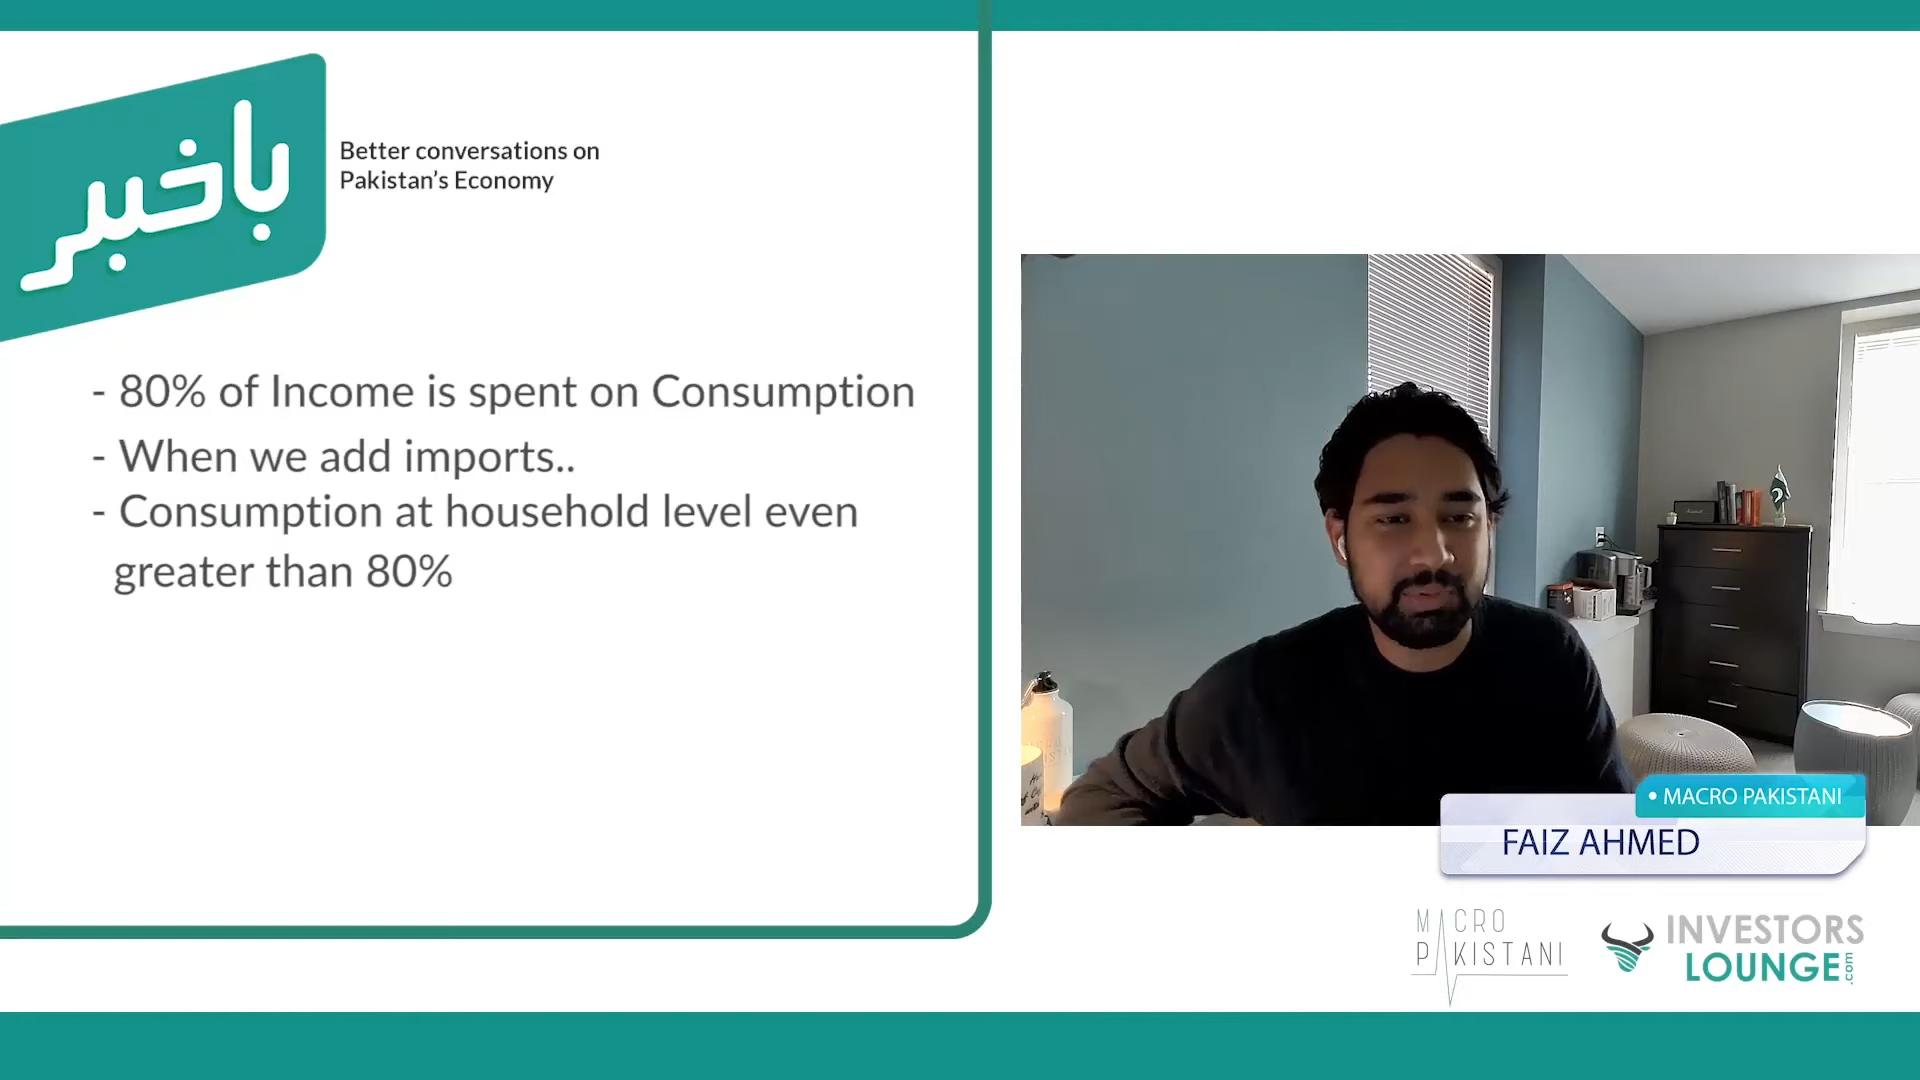 باخبر
Better conversations on
Pakistan's Economy
- 80% of Income is spent on Consumption
- When we add imports..
- Consumption at household level even
greater than 80%
• MACRO PAKISTANI
FAIZ AHMED
MACRO
PAKISTANI
INVESTORS
LOUNGE.com